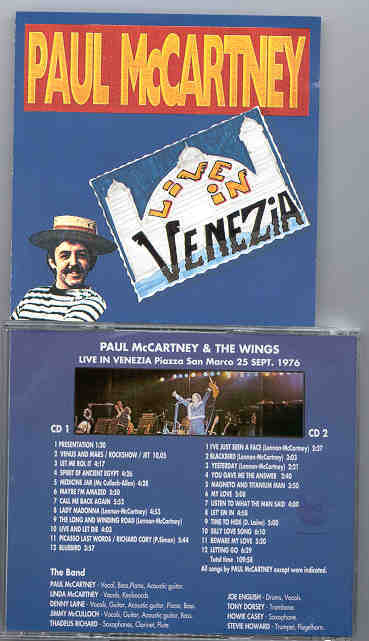 PAUL McCARTNEY
LIVE
IN
VENEZIA
PAUL McCARTNEY & THE WINGS
LIVE IN VENEZIA Piazza San Marco 25 SEPT. 1976
CD 1
1 PRESENTATION 1:20
2 VENUS AND MARS / ROCKSHOW / JET 10,05
3 LET ME ROL IT 4:17
4 SPIRIT OF ANCIENT EGYPT 4:26
5 MEDICINE JAR (Mc Culloch-Allen) 4:28
6 MAYBE I'M AMAZED 5:30
7 CALL ME BACK AGAIN 5:52
8 LADY MADONNA (Lennon-McCartney) 4:53
9 THE LONG AND WINDING ROAD (Lennon-McCartney)
10 LIVE AND LET DIE 4:03
11 PICASSO LAST WORDS / RICHARD CORY (P.Simon) 5:44
12 BLUEBIRD 3:57
CD 2
1 I'VE JUST SEEN A FACE (Lennon-McCartney) 2:27
2 BLACKBIRD (Lennon-McCartney) 3:03
3 YESTERDAY (Lennon-McCartney) 2:21
4 YOU GAVE ME THE ANSWER 2:40
5 MAGNETO AND TITANIUM MAN 3:50
6 MY LOVE 5:08
7 LISTEN TO WHAT THE MAN SAID 4:00
8 LET EM IN 4:58
9 TIME TO HIDE (D. Laine) 5:01
10 SILLY LOVE SONG 6:10
11 BEWARE MY LOVE 5:30
12 LETTING GO 6:29
Total time 109:58
All songs by PAUL McCARTNEY except were indicated.
The Band
PAUL McCARTNEY - Vocal, Bass, Piano, Acoustic guitar.
LINDA McCARTNEY - Vocals, Keyboards.
DENNY LAINE - Vocals, Guitar, Acoustic guitar, Piano, Bass.
JIMMY McCULLOCH - Guitar, Vocals, Acoustic guitar, Bass.
THADEUS RICHARD - Saxophones, Clarinet, Flute
JOE ENGLISH - Drums, Vocals.
TONY DORSEY - Trombone.
HOWIE CASEY - Saxophone.
STEVIE HOWARD - Trumpet, Flugelhorn.